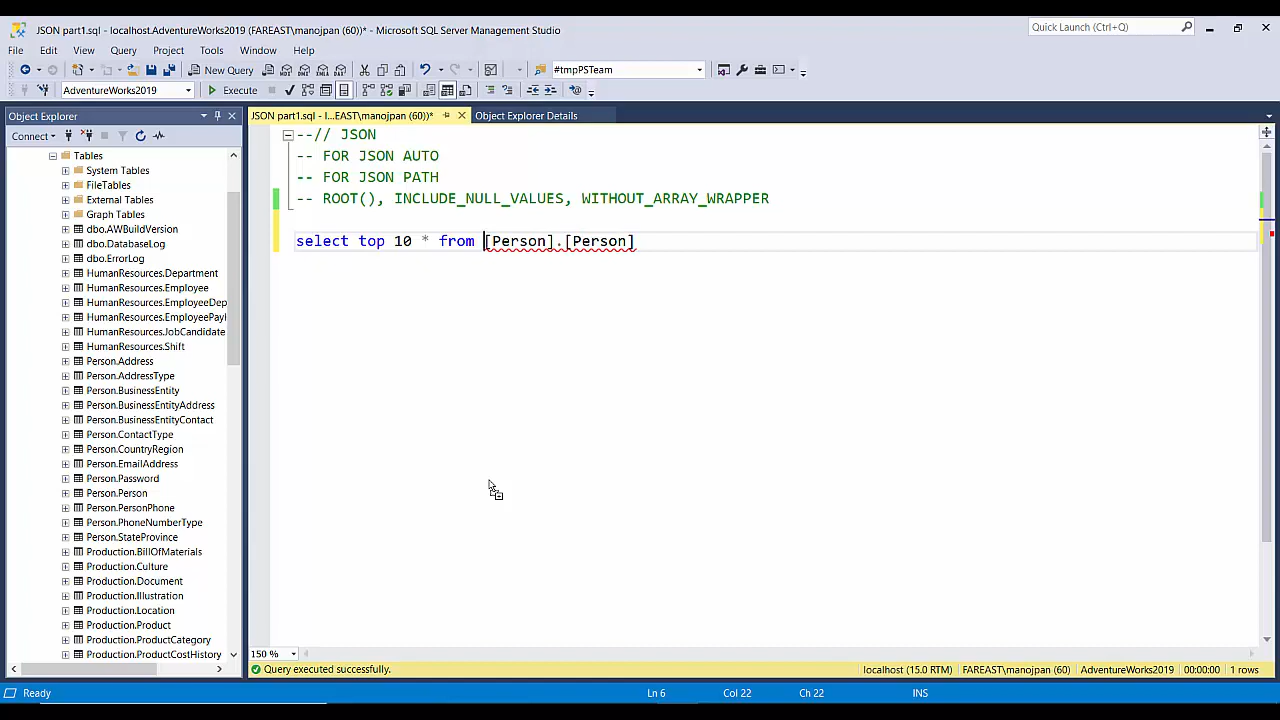 JSON part1.sql - localhost.AdventureWorks2019 (FAREAST\manojpan (60))* - Microsoft SQL Server Management Studio
Quick Launch (Ctrl+Q)
File Edit View Query Project Tools Window Help
New Query #tmpPSTeam
AdventureWorks2019 Execute
Object Explorer
JSON part1.sql - l...EAST\manojpan (60))* Object Explorer Details
Connect
Tables
System Tables
FileTables
External Tables
Graph Tables
dbo.AWBuildVersion
dbo.DatabaseLog
dbo.ErrorLog
HumanResources.Department
HumanResources.Employee
HumanResources.EmployeeDep
HumanResources.EmployeePayH
HumanResources.JobCandidate
HumanResources.Shift
Person.Address
Person.AddressType
Person.BusinessEntity
Person.BusinessEntityAddress
Person.BusinessEntityContact
Person.ContactType
Person.CountryRegion
Person.EmailAddress
Person.Password
Person.Person
Person.PersonPhone
Person.PhoneNumberType
Person.StateProvince
Production.BillOfMaterials
Production.Culture
Production.Document
Production.Illustration
Production.Location
Production.Product
Production.ProductCategory
Production.ProductCostHistory
--// JSON
-- FOR JSON AUTO
-- FOR JSON PATH
-- ROOT(), INCLUDE_NULL_VALUES, WITHOUT_ARRAY_WRAPPER
select top 10 * from [Person].[Person]
150 %
Query executed successfully. localhost (15.0 RTM) FAREAST\manojpan (60) AdventureWorks2019 00:00:00 1 rows
Ready Ln 6 Col 22 Ch 22 INS